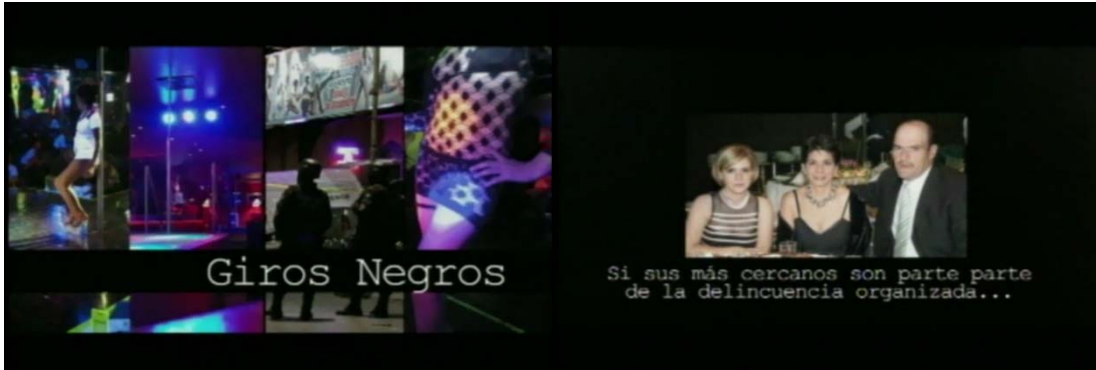 Giros Negros
Si sus más cercanos son parte parte
de la delincuencia organizada...